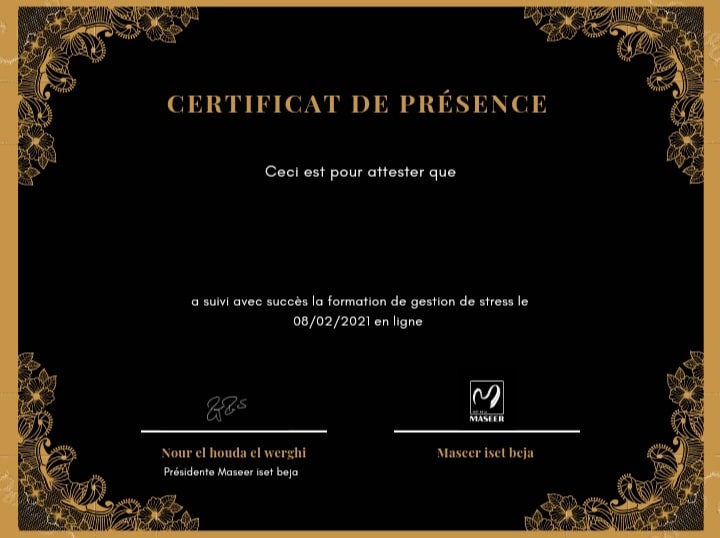 CERTIFICAT DE PRÉSENCE
Ceci est pour attester que
a suivi avec succès la formation de gestion de stress le
08/02/2021 en ligne
MASEER
Nour el houda el werghi
Maseer iset beja
Présidente Maseer iset beja